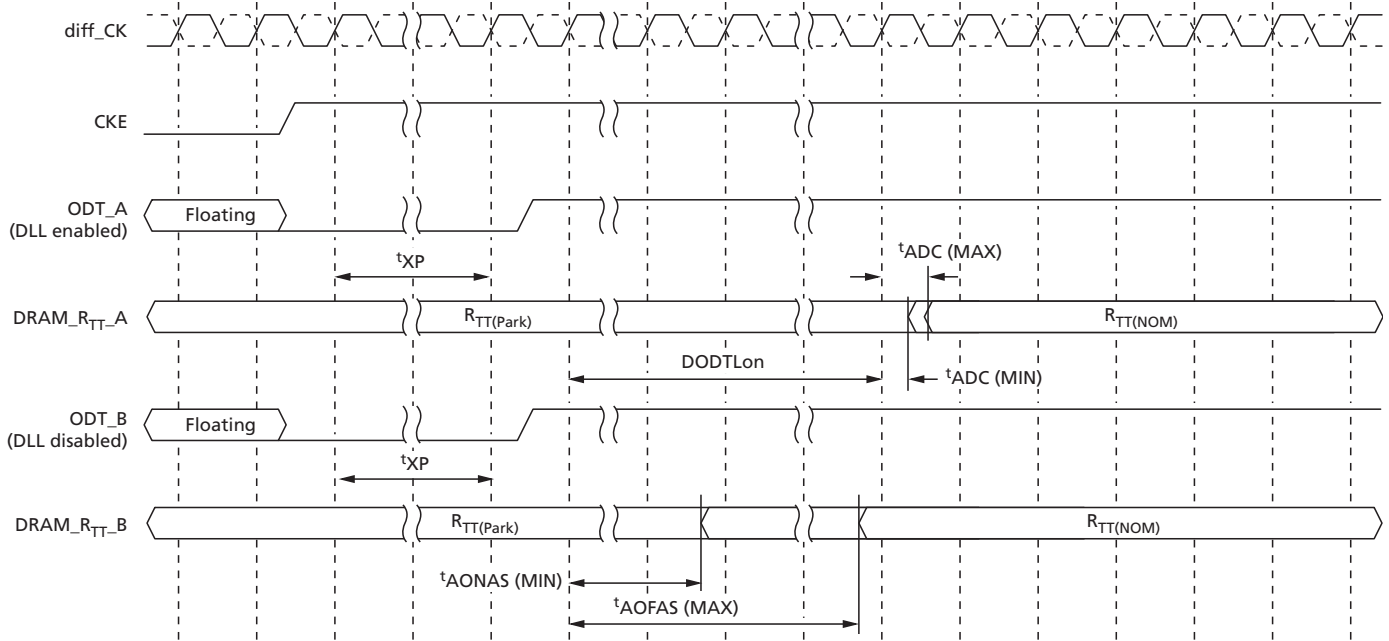 diff_CK
CKE
ODT_A
(DLL enabled)
Floating
tXP
tADC (MAX)
DRAM_RTT_A
RTT(Park)
RTT(NOM)
DODTLon
tADC (MIN)
ODT_B
(DLL disabled)
Floating
tXP
DRAM_RTT_B
RTT(Park)
RTT(NOM)
tAONAS (MIN)
tAOFAS (MAX)